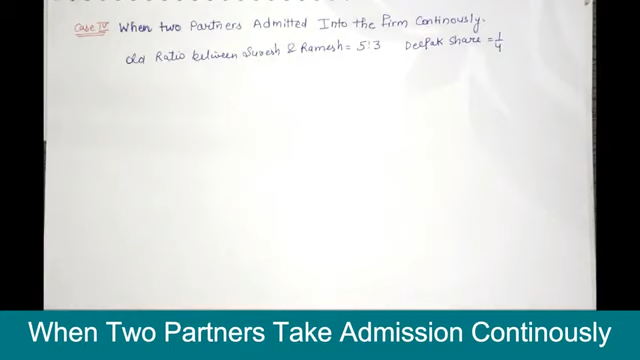 Case IV When two Partners Admitted Into the Firm Continously.
Old Ratio between Suresh & Ramesh = 5:3 Deepak Share = 1/4
When Two Partners Take Admission Continously